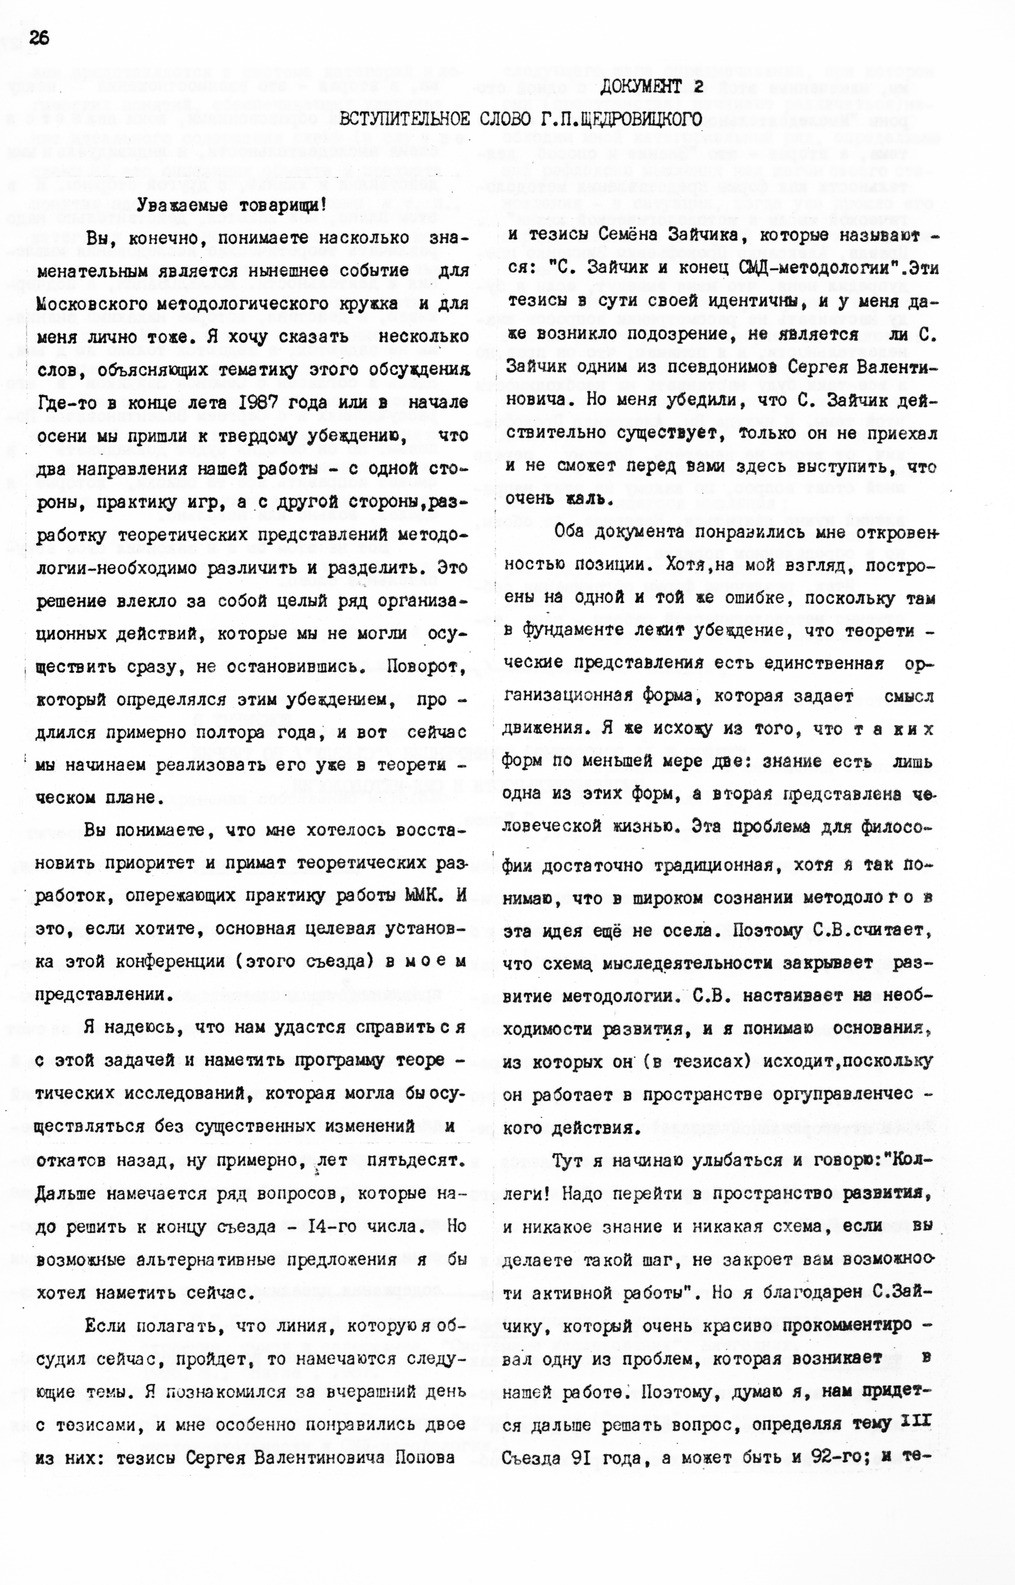 26
ДОКУМЕНТ 2
ВСТУПИТЕЛЬНОЕ СЛОВО Г.П.ЩЕДРОВИЦКОГО
Уважаемые товарищи!
Вы, конечно, понимаете насколько зна-
менательным является нынешнее событие для
Московского методологического кружка и для
меня лично тоже. Я хочу сказать несколько
слов, объясняющих тематику этого обсуждения.
Где-то в конце лета 1987 года или в начале
осени мы пришли к твердому убеждению, что
два направления нашей работы - с одной сто-
роны, практику игр, а с другой стороны,раз-
работку теоретических представлений методо-
логии-необходимо различить и разделить. Это
решение влекло за собой целый ряд организа-
ционных действий, которые мы не могли осу-
ществить сразу, не остановившись. Поворот,
который определялся этим убеждением, про -
длился примерно полтора года, и вот сейчас
мы начинаем реализовать его уже в теорети -
ческом плане.
Вы понимаете, что мне хотелось восста-
новить приоритет и примат теоретических раз-
работок, опережающих практику работы ММК. И
это, если хотите, основная целевая установ-
ка этой конференции (этого съезда) в м о е м
представлении.
Я надеюсь, что нам удастся справиться
с этой задачей и наметить программу теоре -
тических исследований, которая могла бы осу-
ществляться без существенных изменений и
откатов назад, ну примерно, лет пятьдесят.
Дальше намечается ряд вопросов, которые на-
до решить к концу съезда - 14-го числа. Но
возможные альтернативные предложения я бы
хотел наметить сейчас.
Если полагать, что линия, которую я об-
судил сейчас, пройдет, то намечаются следу-
ющие темы. Я познакомился за вчерашний день
с тезисами, и мне особенно понравились двое
из них: тезисы Сергея Валентиновича Попова
и тезисы Семёна Зайчика, которые называют -
ся: "С. Зайчик и конец СМД-методологии".Эти
тезисы в сути своей идентичны, и у меня да-
же возникло подозрение, не является ли С.
Зайчик одним из псевдонимов Сергея Валенти-
новича. Но меня убедили, что С. Зайчик дей-
ствительно существует, только он не приехал
и не сможет перед вами здесь выступить, что
очень жаль.
Оба документа понравились мне откровен-
ностью позиции. Хотя,на мой взгляд, постро-
ены на одной и той же ошибке, поскольку там
в фундаменте лежит убеждение, что теорети -
ческие представления есть единственная ор-
ганизационная форма, которая задает смысл
движения. Я же исхожу из того, что т а к и х
форм по меньшей мере две: знание есть лишь
одна из этих форм, а вторая представлена че-
ловеческой жизнью. Эта проблема для филосо-
фии достаточно традиционная, хотя я так по-
нимаю, что в широком сознании методолого в
эта идея ещё не осела. Поэтому С.В.считает,
что схема мыследеятельности закрывает раз-
витие методологии. С.В. настаивает на необ-
ходимости развития, и я понимаю основания,
из которых он (в тезисах) исходит,поскольку
он работает в пространстве оргуправленчес -
кого действия.
Тут я начинаю улыбаться и говорю:"Кол-
леги! Надо перейти в пространство развития,
и никакое знание и никакая схема, если вы
делаете такой шаг, не закроет вам возможнос-
ти активной работы". Но я благодарен С.Зай-
чику, который очень красиво прокомментиро -
вал одну из проблем, которая возникает в
нашей работе. Поэтому, думаю я, нам придет-
ся дальше решать вопрос, определяя тему III
Съезда 91 года, а может быть и 92-го; и те-